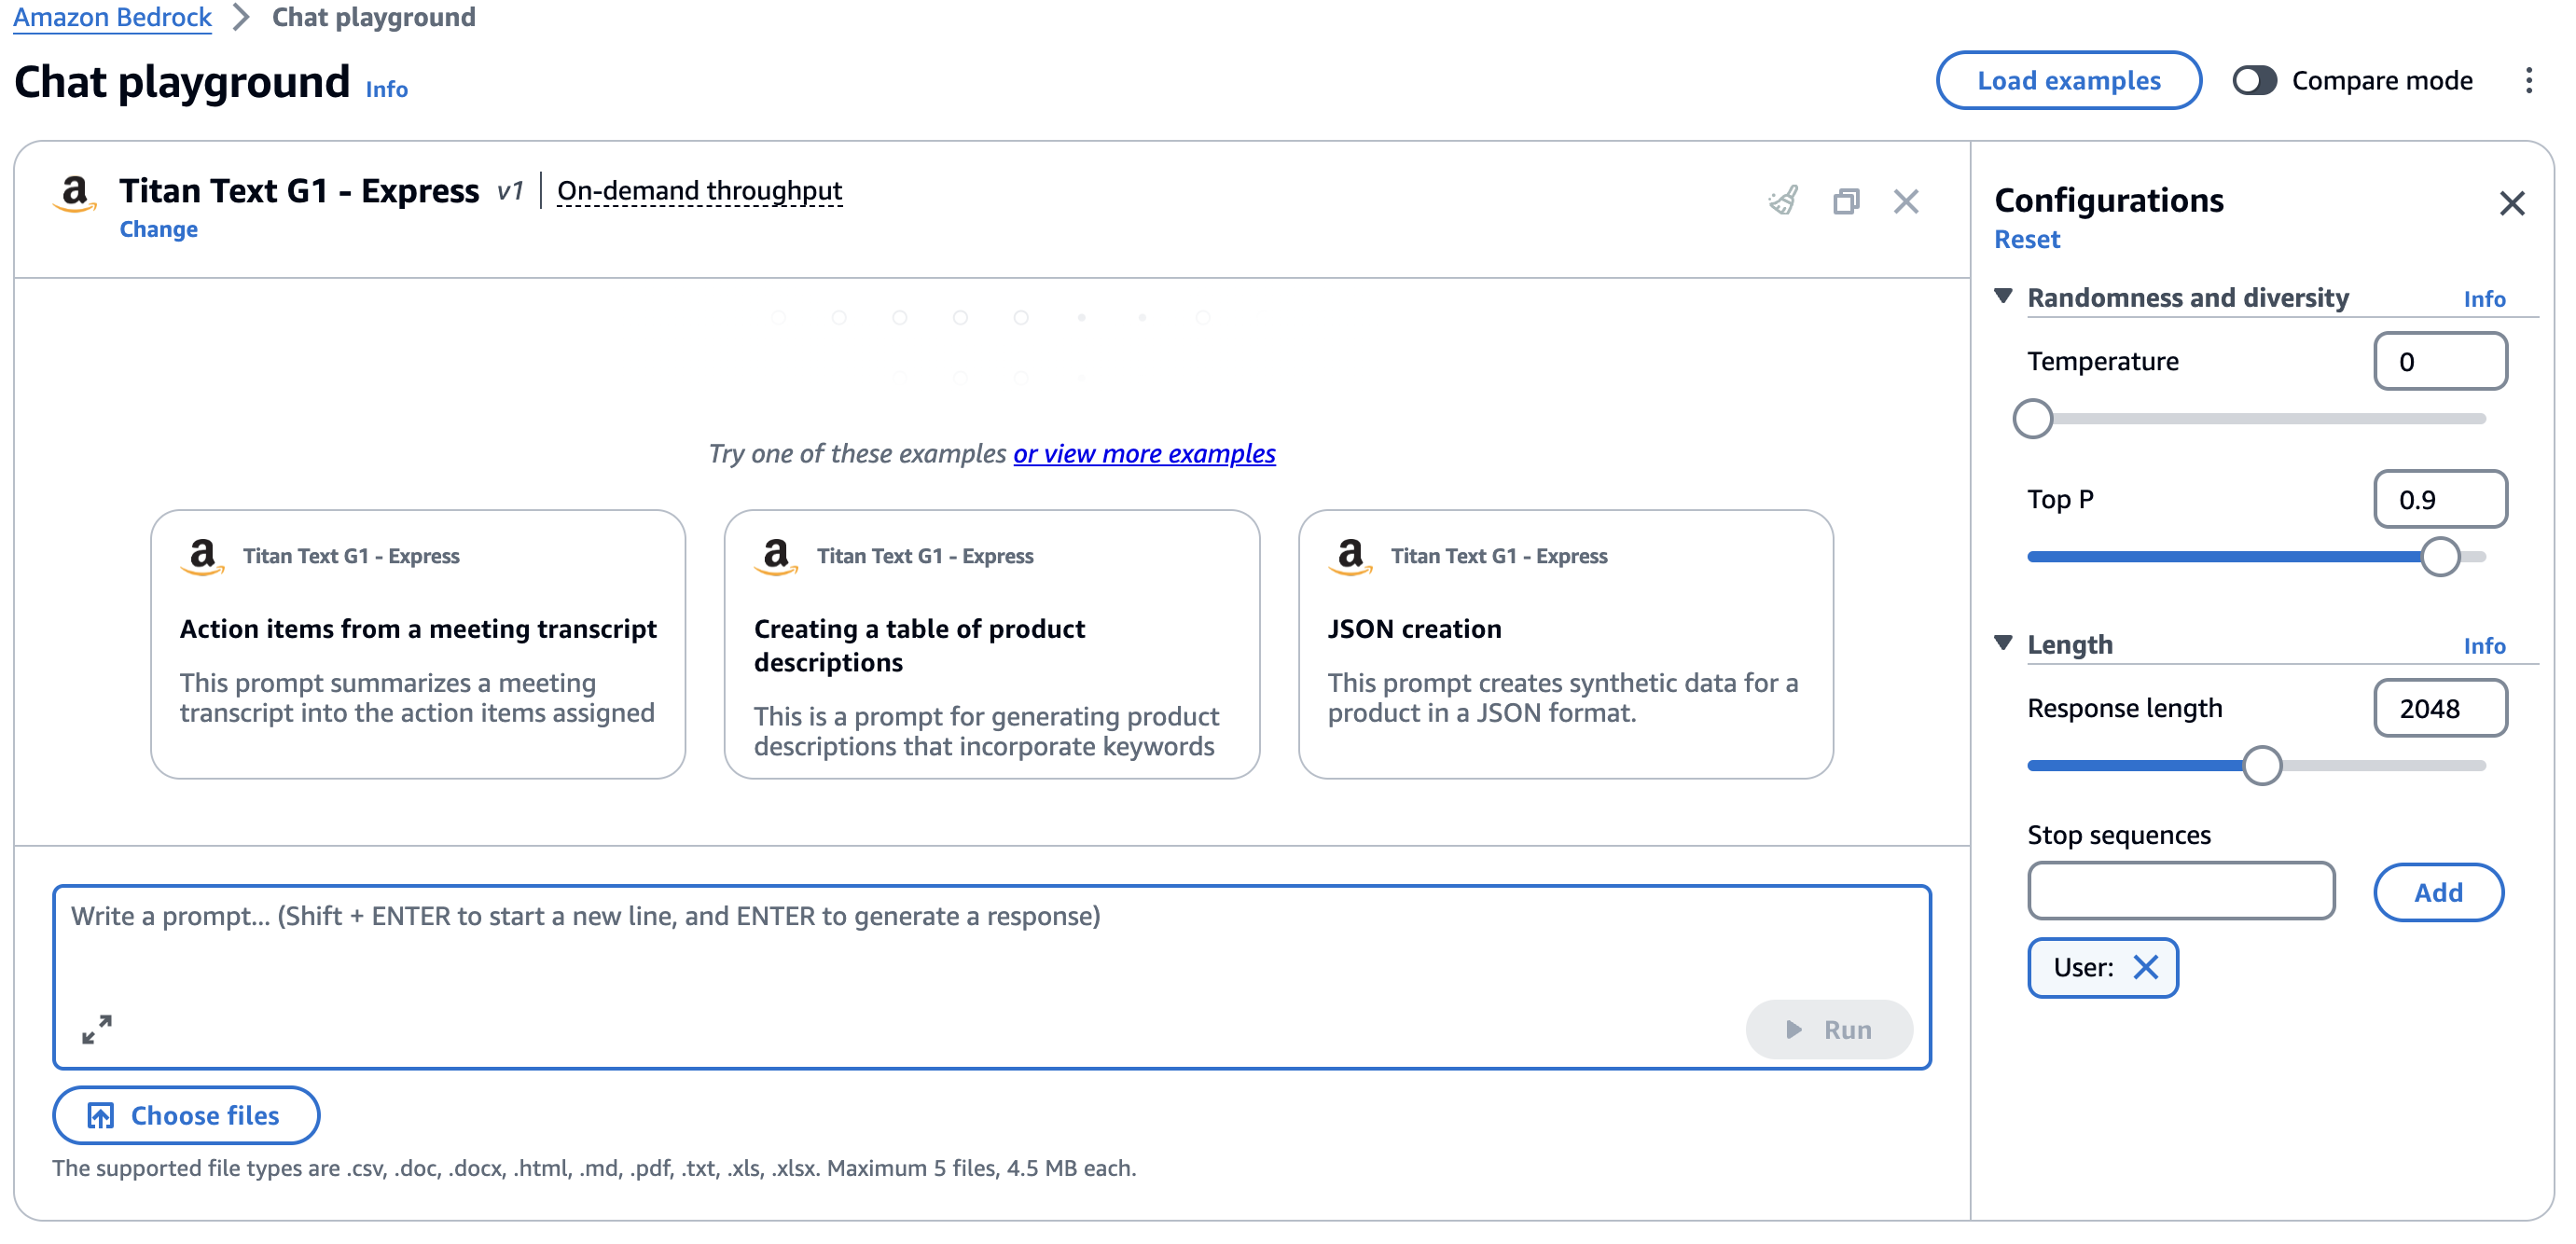 Amazon Bedrock > Chat playground
Chat playground Info
Load examples
Compare mode
Titan Text G1 - Express v1 | On-demand throughput
Change
Try one of these examples or view more examples
Titan Text G1 - Express
Action items from a meeting transcript
This prompt summarizes a meeting
transcript into the action items assigned
Titan Text G1 - Express
Creating a table of product
descriptions
This is a prompt for generating product
descriptions that incorporate keywords
Titan Text G1 - Express
JSON creation
This prompt creates synthetic data for a
product in a JSON format.
Write a prompt... (Shift + ENTER to start a new line, and ENTER to generate a response)
Run
Choose files
The supported file types are .csv, .doc, .docx, .html, .md, .pdf, .txt, .xls, .xlsx. Maximum 5 files, 4.5 MB each.
Configurations
Reset
Randomness and diversity Info
Temperature 0
Top P 0.9
Length Info
Response length 2048
Stop sequences
Add
User: